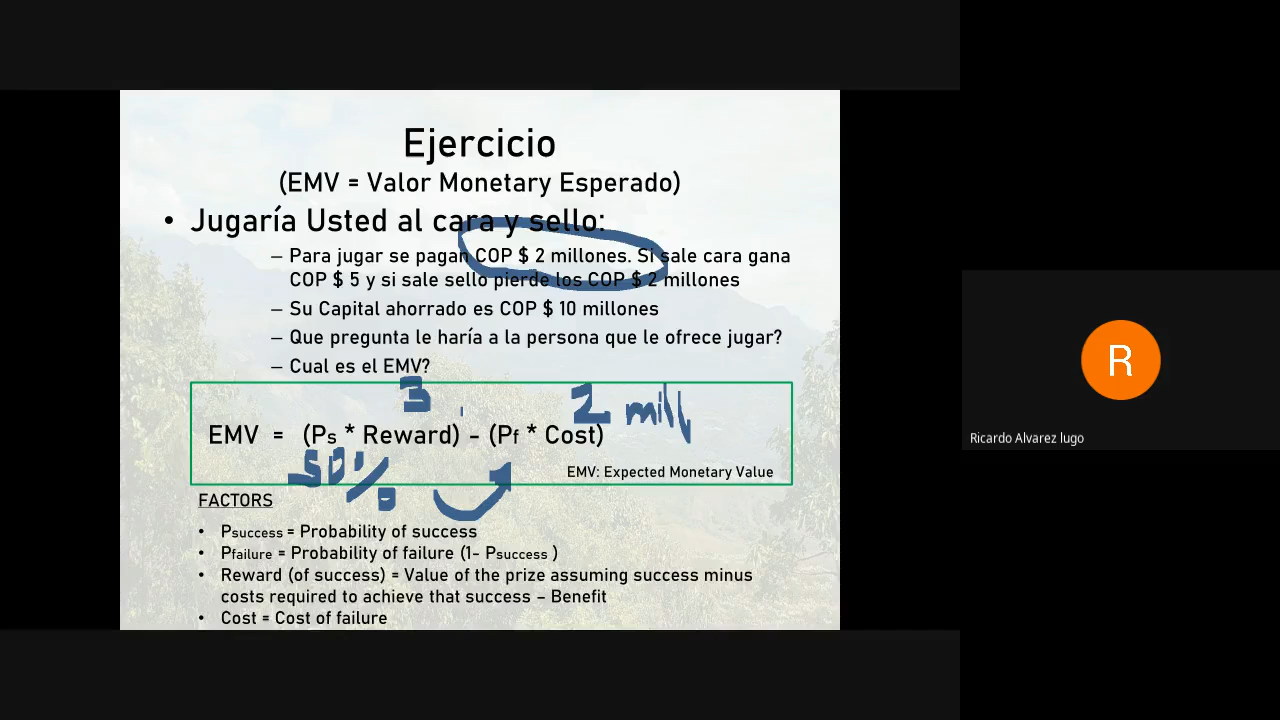 Ejercicio
(EMV = Valor Monetary Esperado)
• Jugaría Usted al cara y sello:
– Para jugar se pagan COP $ 2 millones. Si sale cara gana
COP $ 5 y si sale sello pierde los COP $ 2 millones
– Su Capital ahorrado es COP $ 10 millones
– Que pregunta le haría a la persona que le ofrece jugar?
– Cual es el EMV?
3 2 mill
EMV = (Ps * Reward) - (Pf * Cost)
50%
EMV: Expected Monetary Value
FACTORS
• Psuccess = Probability of success
• Pfailure = Probability of failure (1- Psuccess )
• Reward (of success) = Value of the prize assuming success minus
costs required to achieve that success – Benefit
• Cost = Cost of failure
R
Ricardo Alvarez lugo